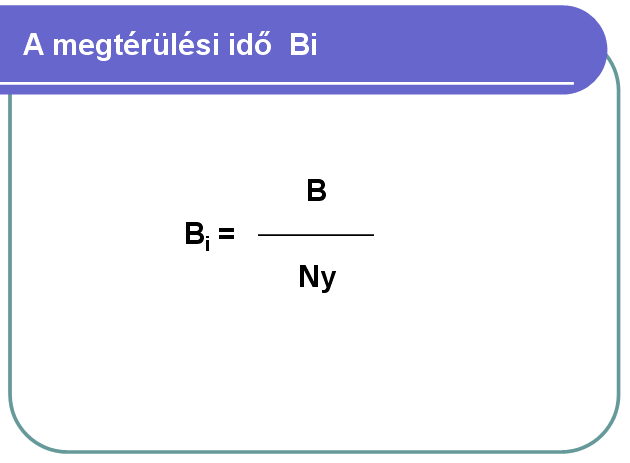 A megtérülési idő  Bi
B
Bi =
Ny